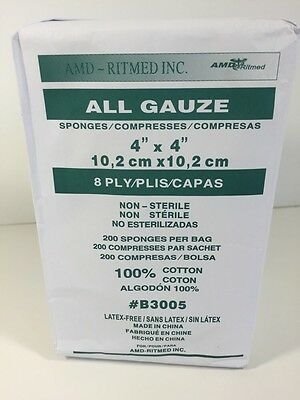 AMD~RITMED INC.
AMD Ritmed
ALL GAUZE
SPONGES/COMPRESSES/COMPRESAS
4” x 4”
10,2 cm x10,2 cm
8 PLY/PLIS/CAPAS
NON-STERILE
NON STÉRILE
NO ESTERILIZADAS
200 SPONGES PER BAG
200 COMPRESSES PAR SACHET
200 COMPRESAS/BOLSA
100% COTTON
COTON
ALGODÓN 100%
#B3005
LATEX-FREE/SANS LATEX/SIN LÁTEX
MADE IN CHINA
FABRIQUÉ EN CHINE
HECHO EN CHINA
FOR/POUR/PARA
AMD-RITMED INC.